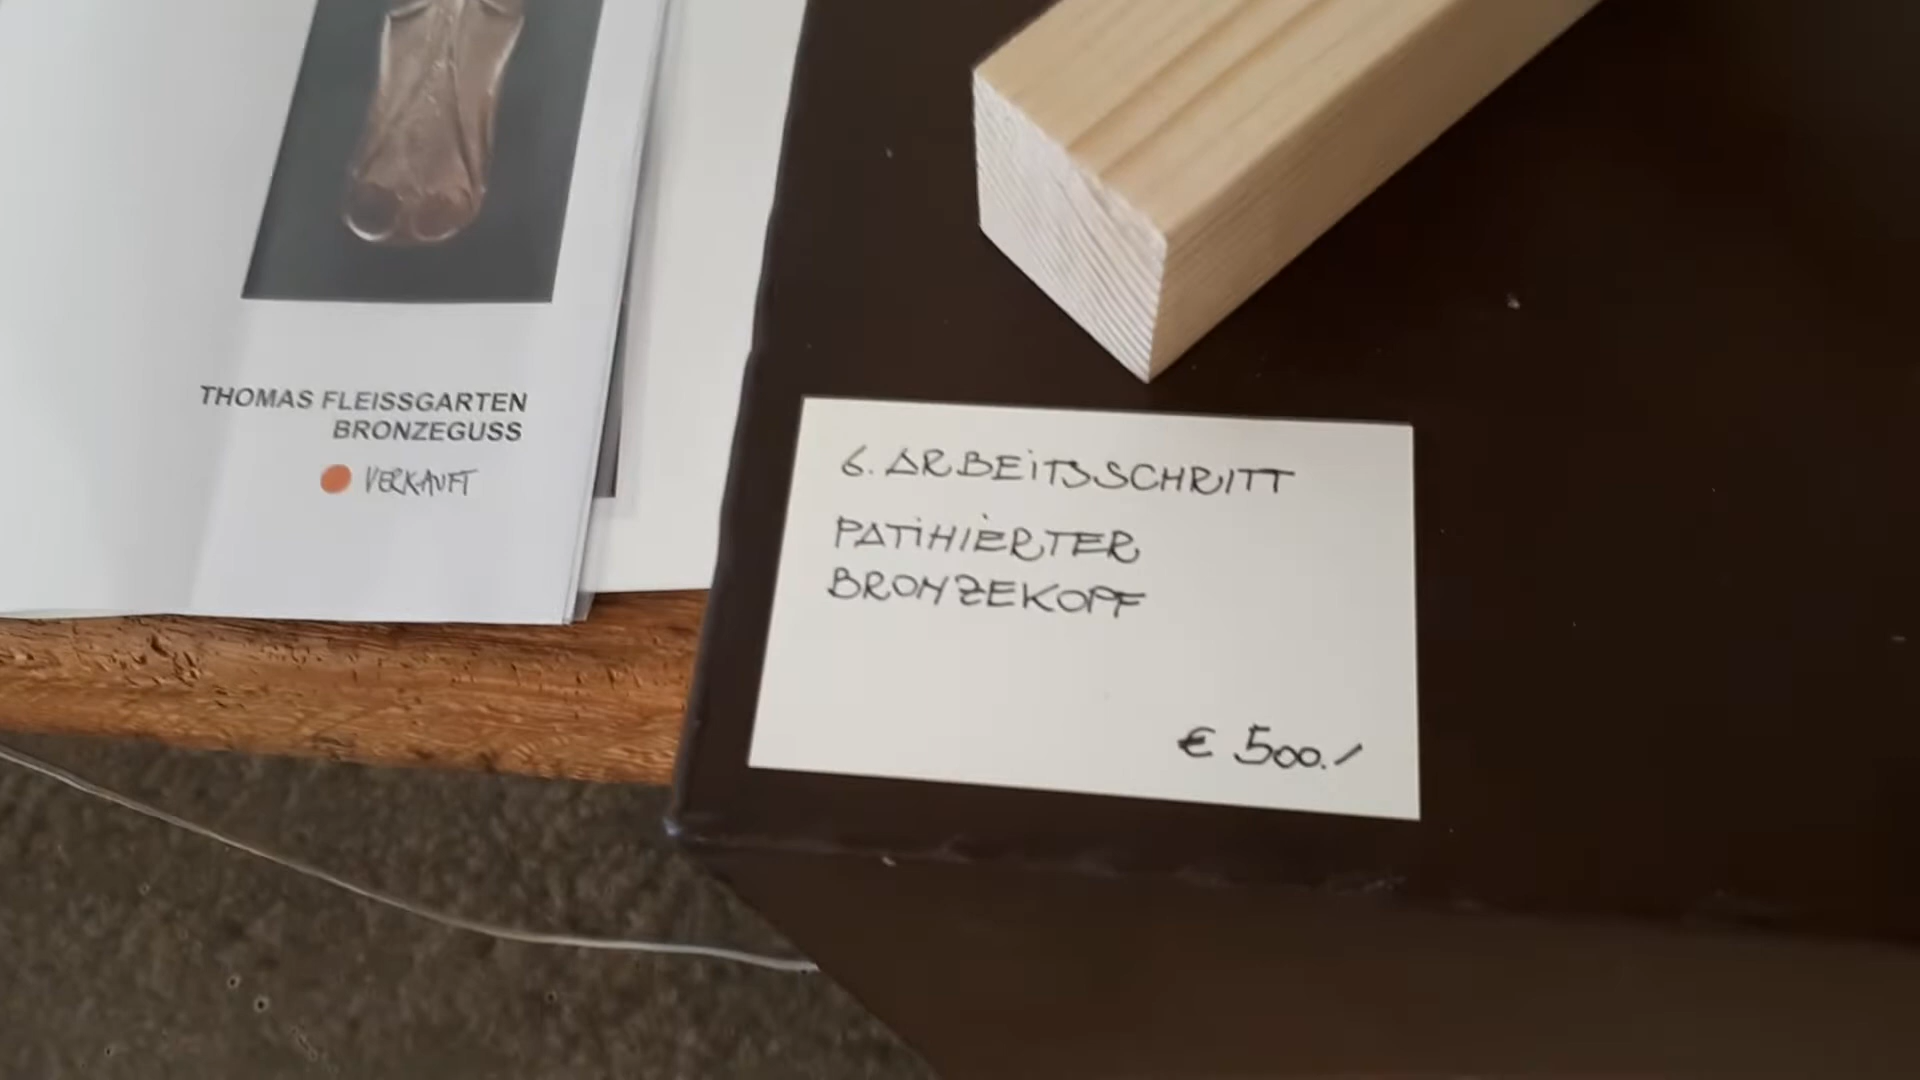 THOMAS FLEISSGARTEN
BRONZEGUSS
VERKAUFT
6. ARBEITSSCHRITT
PATINIERTER
BRONZEKOPF
€ 500.-